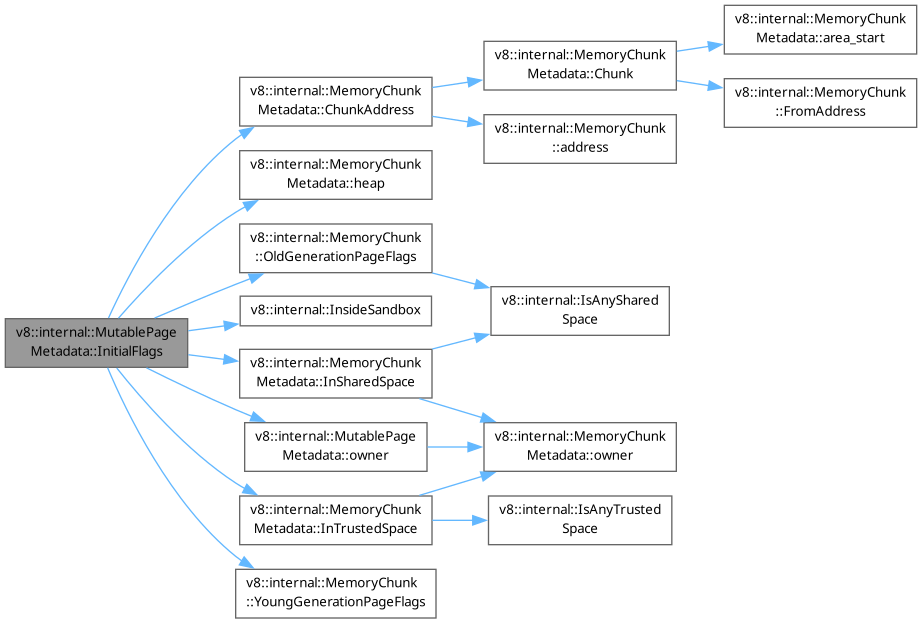 v8::internal::MutablePage
Metadata::InitialFlags
v8::internal::MemoryChunk
Metadata::ChunkAddress
v8::internal::MemoryChunk
Metadata::heap
v8::internal::MemoryChunk
::OldGenerationPageFlags
v8::internal::InsideSandbox
v8::internal::MemoryChunk
Metadata::InSharedSpace
v8::internal::MutablePage
Metadata::owner
v8::internal::MemoryChunk
Metadata::InTrustedSpace
v8::internal::MemoryChunk
::YoungGenerationPageFlags
v8::internal::MemoryChunk
Metadata::Chunk
v8::internal::MemoryChunk
::address
v8::internal::IsAnyShared
Space
v8::internal::MemoryChunk
Metadata::owner
v8::internal::IsAnyTrusted
Space
v8::internal::MemoryChunk
Metadata::area_start
v8::internal::MemoryChunk
::FromAddress